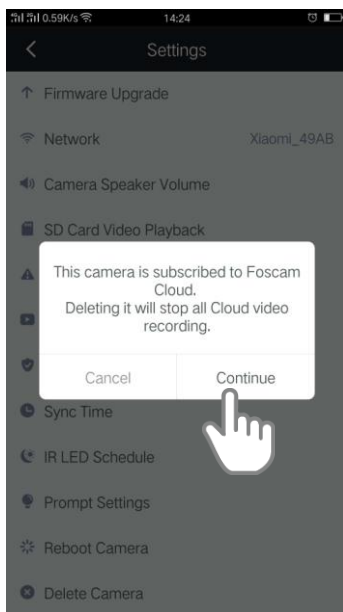 0.59K/s
14:24
Settings
Firmware Upgrade
Network
Xiaomi_49AB
Camera Speaker Volume
SD Card Video Playback
This camera is subscribed to Foscam
Cloud.
Deleting it will stop all Cloud video
recording.
Cancel
Continue
Sync Time
IR LED Schedule
Prompt Settings
Reboot Camera
Delete Camera